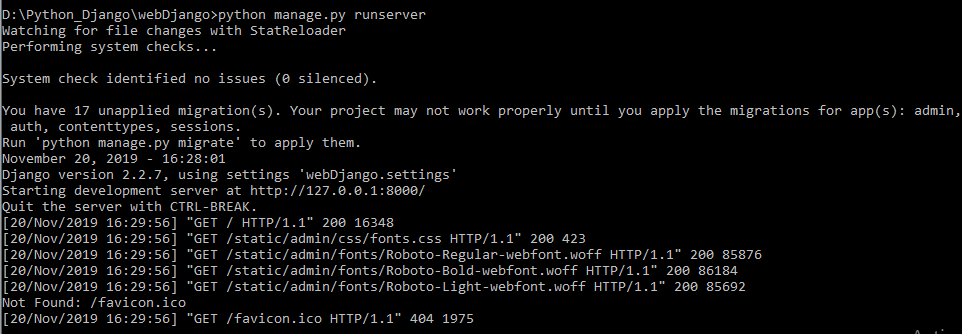 D:\Python_Django\webDjango>python manage.py runserver
Watching for file changes with StatReloader
Performing system checks...
System check identified no issues (0 silenced).
You have 17 unapplied migration(s). Your project may not work properly until you apply the migrations for app(s): admin,
auth, contenttypes, sessions.
Run 'python manage.py migrate' to apply them.
November 20, 2019 - 16:28:01
Django version 2.2.7, using settings 'webDjango.settings'
Starting development server at http://127.0.0.1:8000/
Quit the server with CTRL-BREAK.
[20/Nov/2019 16:29:56] "GET / HTTP/1.1" 200 16348
[20/Nov/2019 16:29:56] "GET /static/admin/css/fonts.css HTTP/1.1" 200 423
[20/Nov/2019 16:29:56] "GET /static/admin/fonts/Roboto-Regular-webfont.woff HTTP/1.1" 200 85876
[20/Nov/2019 16:29:56] "GET /static/admin/fonts/Roboto-Bold-webfont.woff HTTP/1.1" 200 86184
[20/Nov/2019 16:29:56] "GET /static/admin/fonts/Roboto-Light-webfont.woff HTTP/1.1" 200 85692
Not Found: /favicon.ico
[20/Nov/2019 16:29:56] "GET /favicon.ico HTTP/1.1" 404 1975